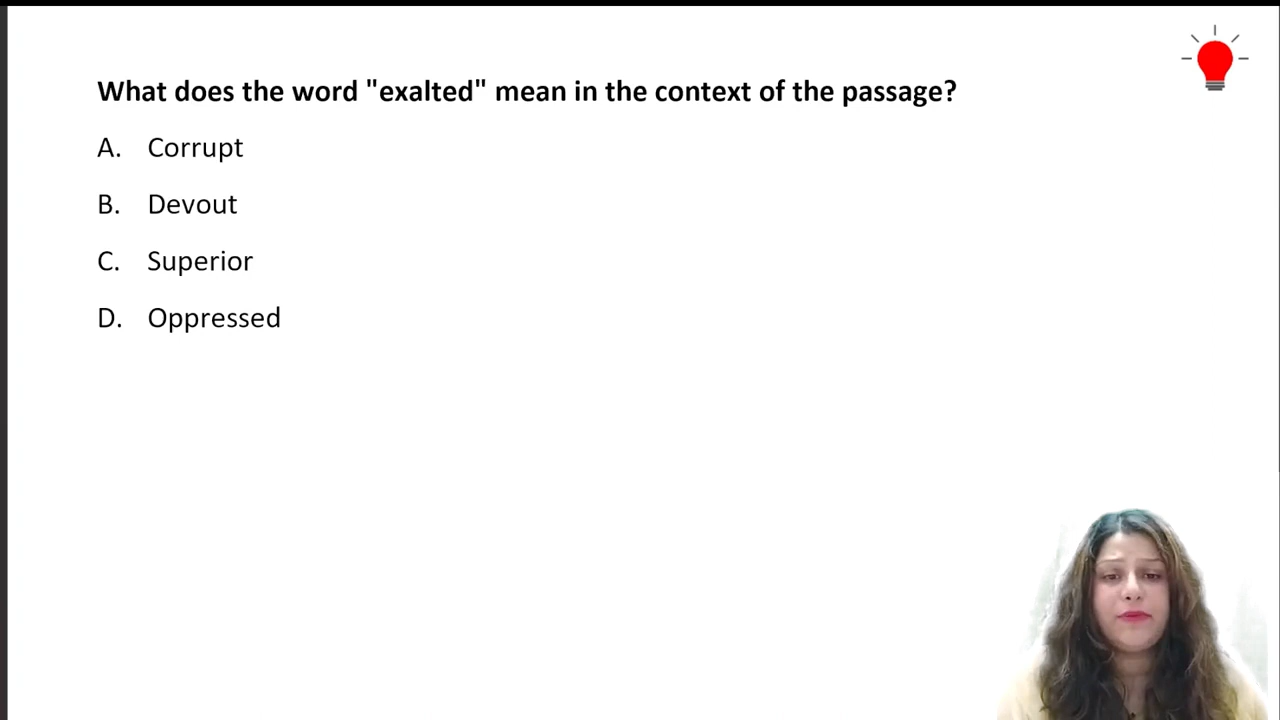 What does the word "exalted" mean in the context of the passage?
A. Corrupt
B. Devout
C. Superior
D. Oppressed